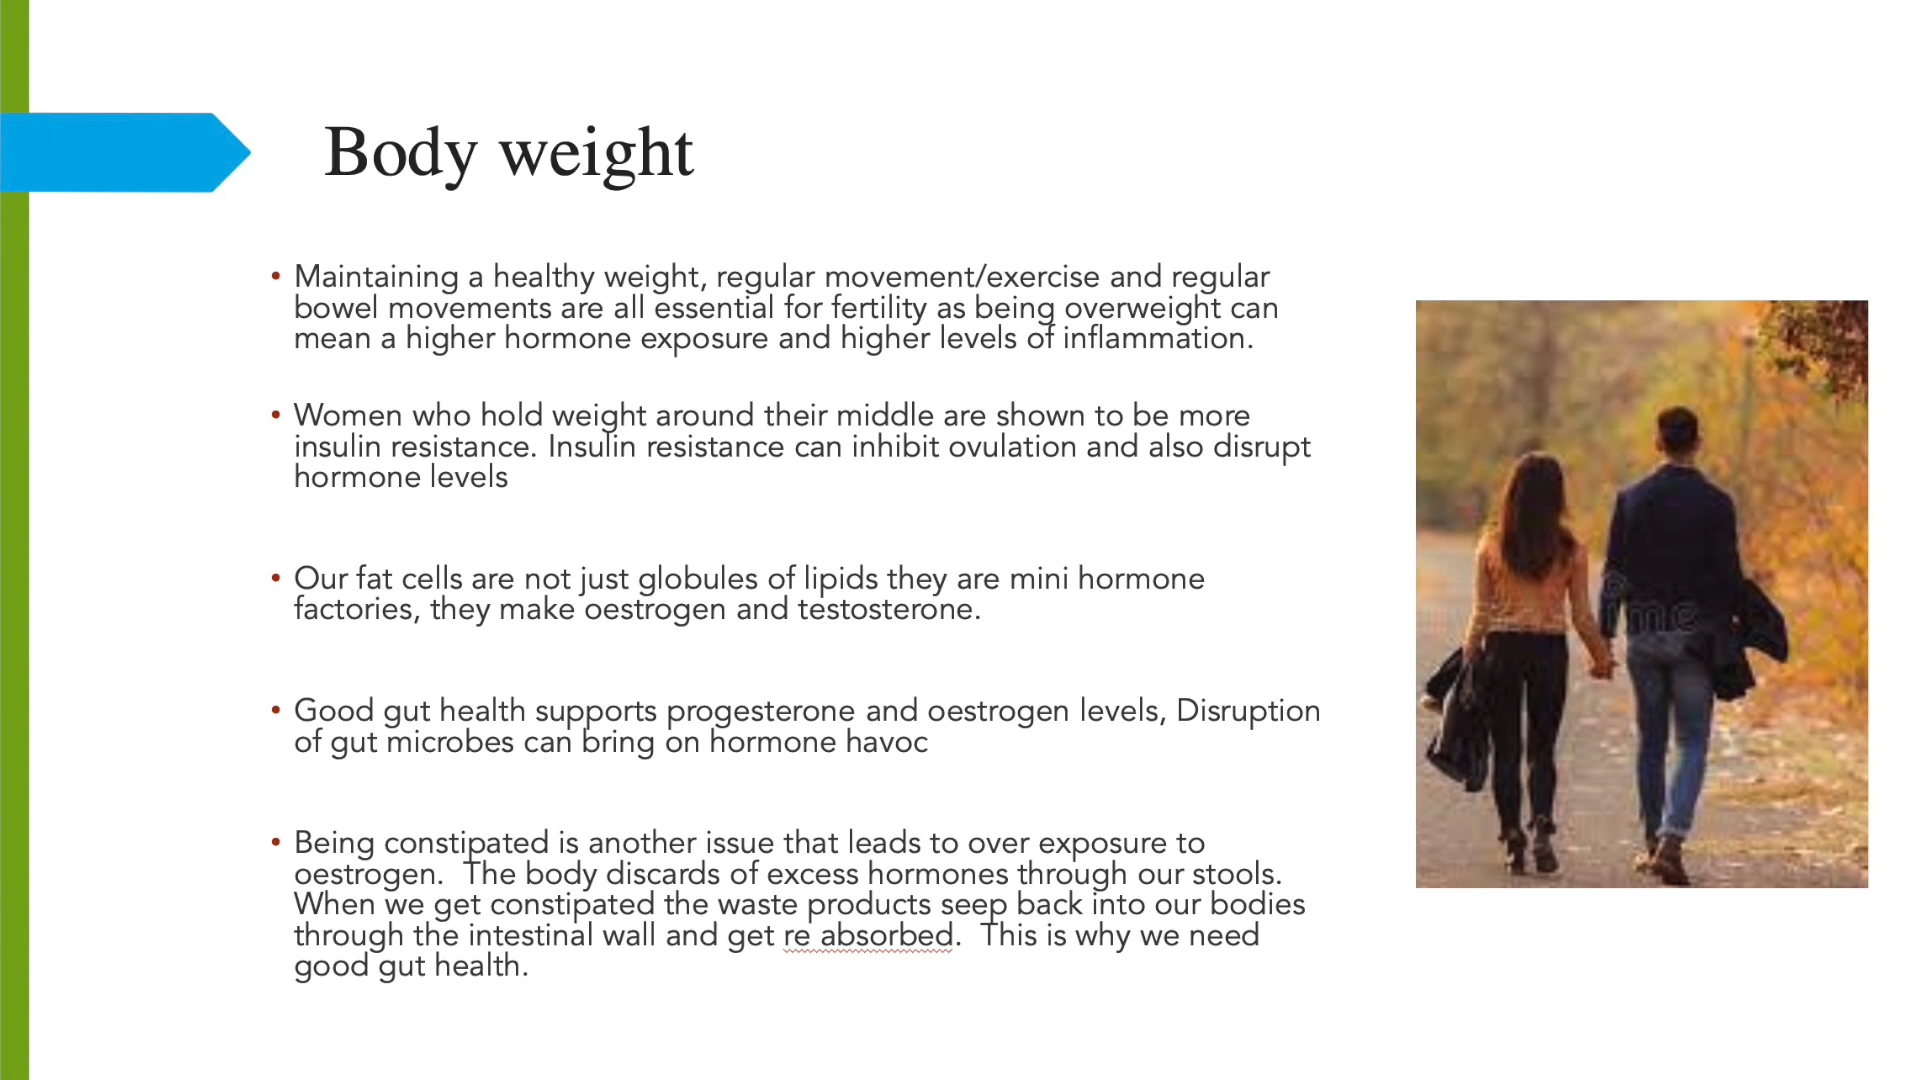 Body weight
• Maintaining a healthy weight, regular movement/exercise and regular
bowel movements are all essential for fertility as being overweight can
mean a higher hormone exposure and higher levels of inflammation.
• Women who hold weight around their middle are shown to be more
insulin resistance. Insulin resistance can inhibit ovulation and also disrupt
hormone levels
• Our fat cells are not just globules of lipids they are mini hormone
factories, they make oestrogen and testosterone.
• Good gut health supports progesterone and oestrogen levels, Disruption
of gut microbes can bring on hormone havoc
• Being constipated is another issue that leads to over exposure to
oestrogen.  The body discards of excess hormones through our stools.
When we get constipated the waste products seep back into our bodies
through the intestinal wall and get re absorbed.  This is why we need
good gut health.